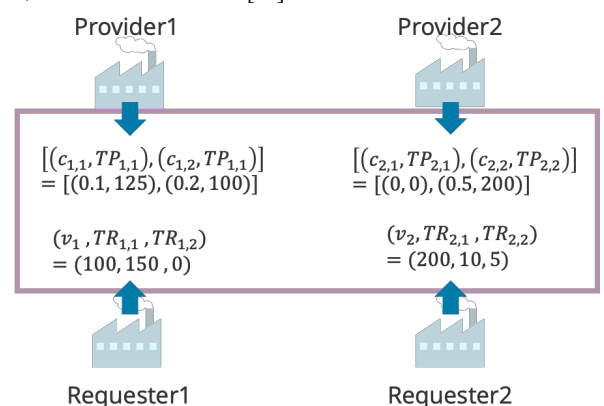 Provider1 Provider2
[(c_{1,1}, TP_{1,1}), (c_{1,2}, TP_{1,1})]
= [(0.1, 125), (0.2, 100)]
[(c_{2,1}, TP_{2,1}), (c_{2,2}, TP_{2,2})]
= [(0, 0), (0.5, 200)]
(v_1 , TR_{1,1} , TR_{1,2})
= (100, 150 , 0)
(v_2, TR_{2,1} , TR_{2,2})
= (200, 10, 5)
Requester1 Requester2